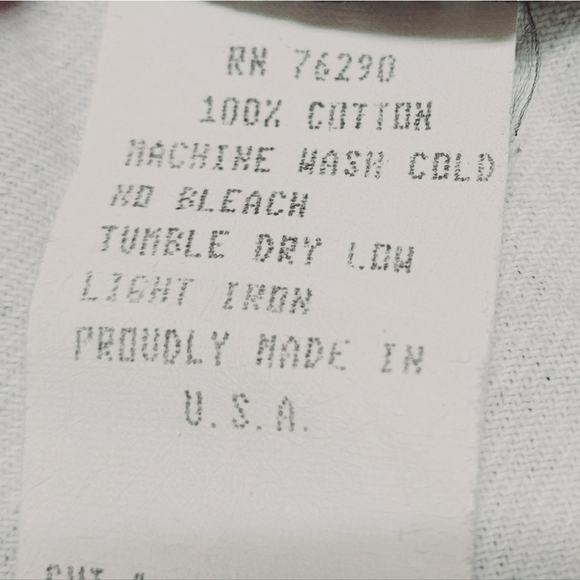 RN 76290
100% COTTON
MACHINE WASH COLD
NO BLEACH
TUMBLE DRY LOW
LIGHT IRON
PROUDLY MADE IN
U.S.A.